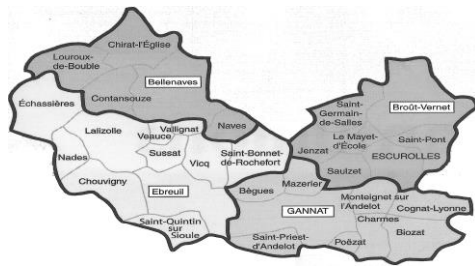 Chirat-l'Église
Louroux-
de-Bouble
Bellenaves
Échassières
Contansouze
Naves
Lalizolle
Veauce
Vallignat
Sussat
Vicq
Saint-Bonnet
de-Rochefort
Nades
Chouvigny
Ebreuil
Saint-Quintin
sur
Sioule
Saint-
Germain-
de-Salles
Broût-Vernet
Le Mayet-
d'École
Saint-Pont
Jenzat
ESCUROLLES
Saulzet
Bègues
Mazerier
Monteignet sur
l'Andelot
Cognat-Lyonne
GANNAT
Charmes
Biozat
Saint-Priest-
d'Andelot
Poëzat